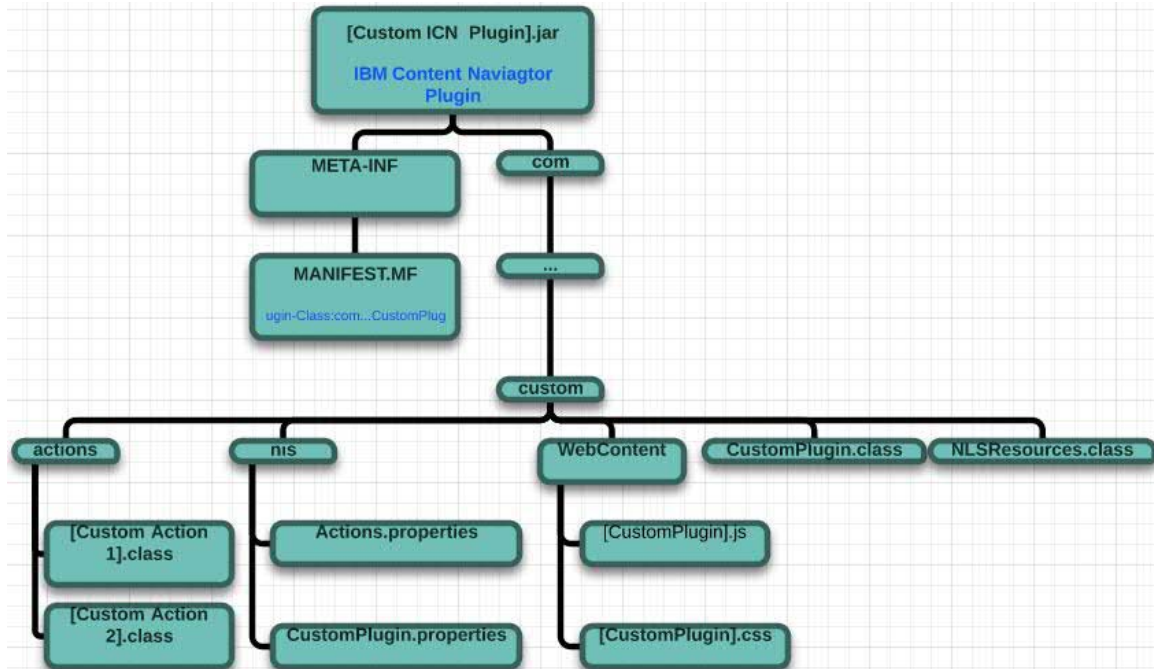 [Custom ICN Plugin].jar
IBM Content Naviagtor
Plugin
META-INF
com
MANIFEST.MF
ugin-Class:com...CustomPlug
...
custom
actions
nis
WebContent
CustomPlugin.class
NLSResources.class
[Custom Action
1].class
Actions.properties
[CustomPlugin].js
[Custom Action
2].class
CustomPlugin.properties
[CustomPlugin].css